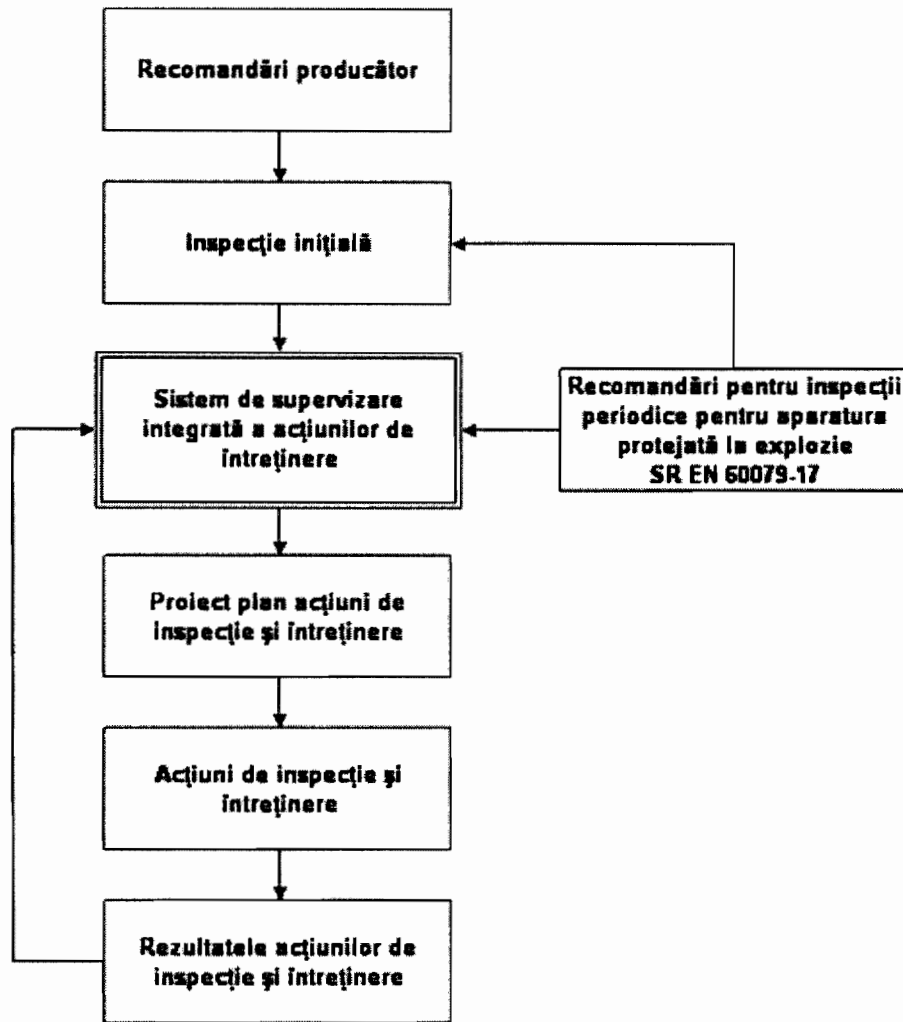 Recomandări producător
Inspecţie iniţială
Sistem de supervizare
integrată a acţiunilor de
întreţinere
Recomandări pentru inspecţii
periodice pentru aparatura
protejată la explozie
SR EN 60079-17
Proiect plan acţiuni de
inspecţie şi întreţinere
Acţiuni de inspecţie şi
întreţinere
Rezultatele acţiunilor de
inspecţie şi întreţinere